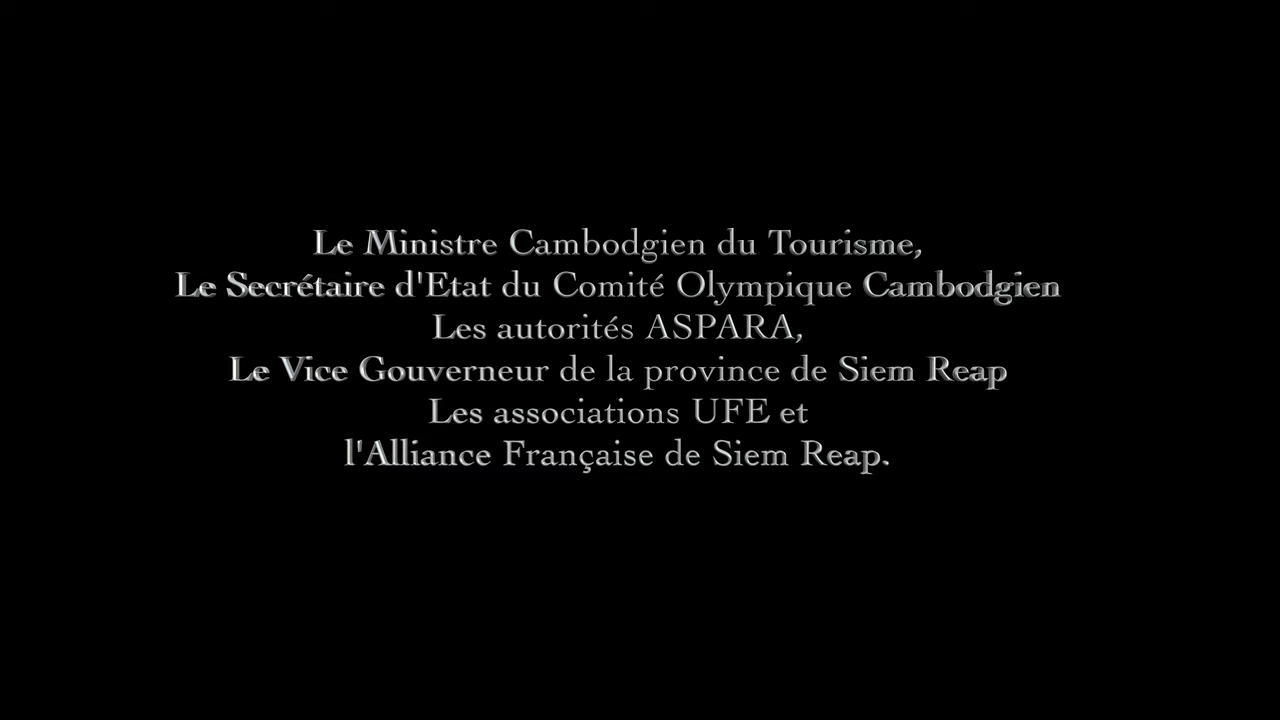 Le Ministre Cambodgien du Tourisme,
Le Secrétaire d'Etat du Comité Olympique Cambodgien
Les autorités ASPARA,
Le Vice Gouverneur de la province de Siem Reap
Les associations UFE et
l'Alliance Française de Siem Reap.